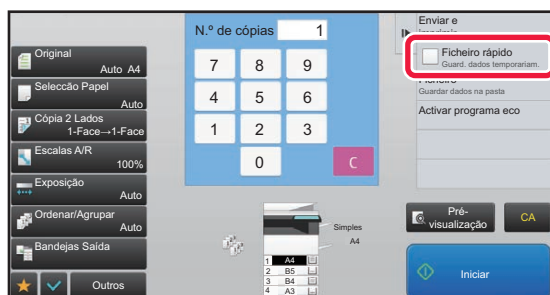 Original
Auto A4
Seleccão Papel
Auto
Cópia 2 Lados
1-Face→1-Face
Escalas A/R
100%
Exposição
Auto
Ordenar/Agrupar
Auto
Bandejas Saída
Outros
N.º de cópias 1
7 8 9
4 5 6
1 2 3
0 C
Simples
A4
1 A4
2 B5
3 B4
4 A3
Enviar e
Ficheiro rápido
Guard. dados temporariam.
Ficheiro
Guardar dados na pasta
Activar programa eco
Pré-
visualização
CA
Iniciar